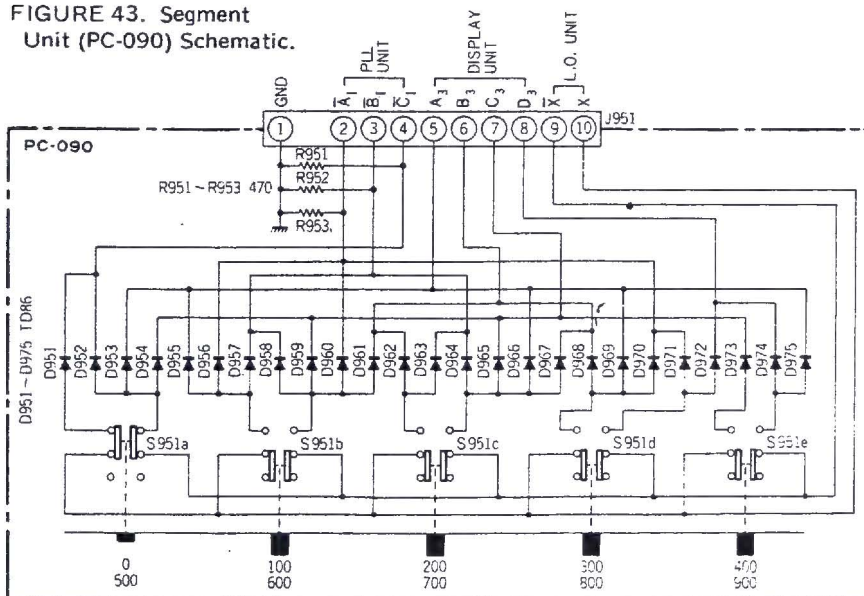 FIGURE 43. Segment
Unit (PC-090) Schematic.
PLL
UNIT
DISPLAY
UNIT
L.O. UNIT
GND
A̅1
B̅1
C̅1
A3
B3
C3
D3
X̅
X
J951
1 2 3 4 5 6 7 8 9 10
PC-090
R951
R952
R951~R953 470
R953
D951~D975 TD86
D951
D952
D953
D954
D955
D956
D957
D958
D959
D960
D961
D962
D963
D964
D965
D966
D967
D968
D969
D970
D971
D972
D973
D974
D975
S951a
S951b
S951c
S951d
S951e
0 100 200 300 400
500 600 700 800 900